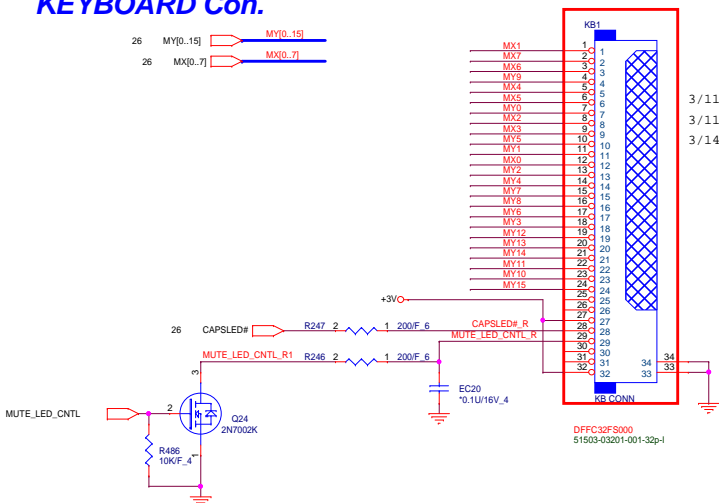 KEYBOARD Con.
26 MY[0..15] MY[0..15]
26 MX[0..7] MX[0..7]
KB1
MX1 1 1
MX7 2 2
MX6 3 3
MY9 4 4
MX4 5 5
MX5 6 6
MY0 7 7
MX2 8 8
MX3 9 9
MY5 10 10
MY1 11 11
MX0 12 12
MY2 13 13
MY4 14 14
MY7 15 15
MY8 16 16
MY6 17 17
MY3 18 18
MY12 19 19
MY13 20 20
MY14 21 21
MY11 22 22
MY10 23 23
MY15 24 24
25 25
26 26
+3V 27 27
26 CAPSLED# R247 2 1 200/F_6 CAPSLED#_R 28 28
MUTE_LED_CNTL_R 29 29
30 30
MUTE_LED_CNTL_R1 R246 2 1 200/F_6 31 31 34 34
32 32 33 33
3/11
3/11
3/14
KB CONN
EC20
*0.1U/16V_4
3
MUTE_LED_CNTL 2 Q24
2N7002K
1
R486
10K/F_4
DFFC32FS000
51503-03201-001-32p-l